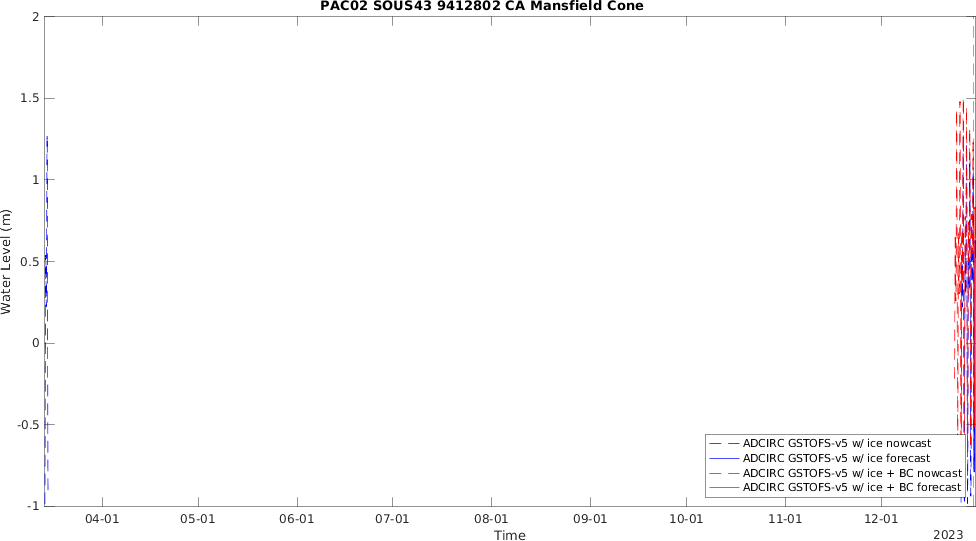 PAC02 SOUS43 9412802 CA Mansfield Cone
2
1.5
1
0.5
0
-0.5
-1
Water Level (m)
ADCIRC GSTOFS-v5 w/ ice nowcast
ADCIRC GSTOFS-v5 w/ ice forecast
ADCIRC GSTOFS-v5 w/ ice + BC nowcast
ADCIRC GSTOFS-v5 w/ ice + BC forecast
04-01 05-01 06-01 07-01 08-01 09-01 10-01 11-01 12-01
Time
2023